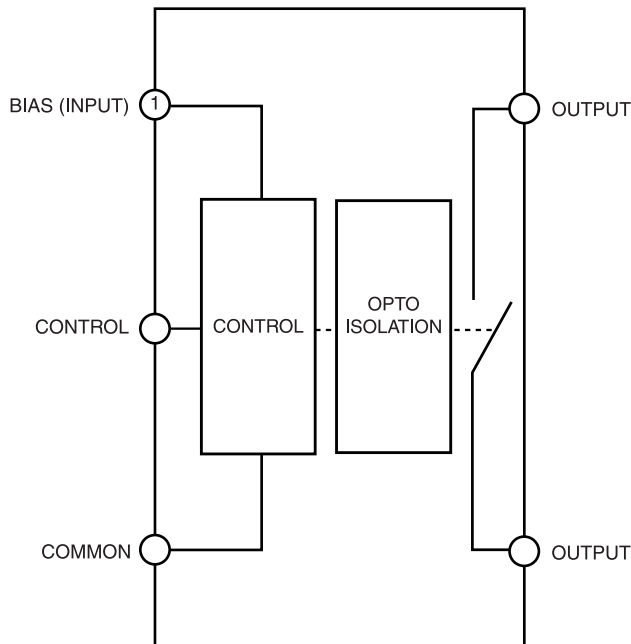 BIAS (INPUT)
1
OUTPUT
CONTROL
CONTROL
OPTO
ISOLATION
COMMON
OUTPUT